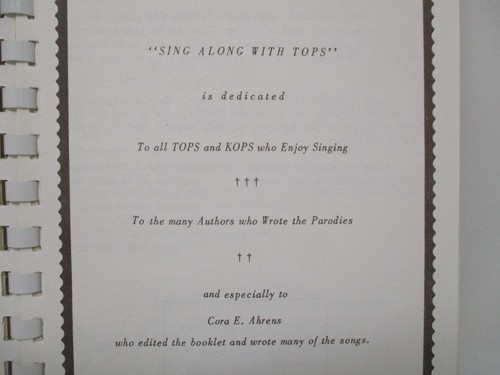 "SING ALONG WITH TOPS"
is dedicated
To all TOPS and KOPS who Enjoy Singing
† † †
To the many Authors who Wrote the Parodies
† †
and especially to
Cora E. Ahrens
who edited the booklet and wrote many of the songs.